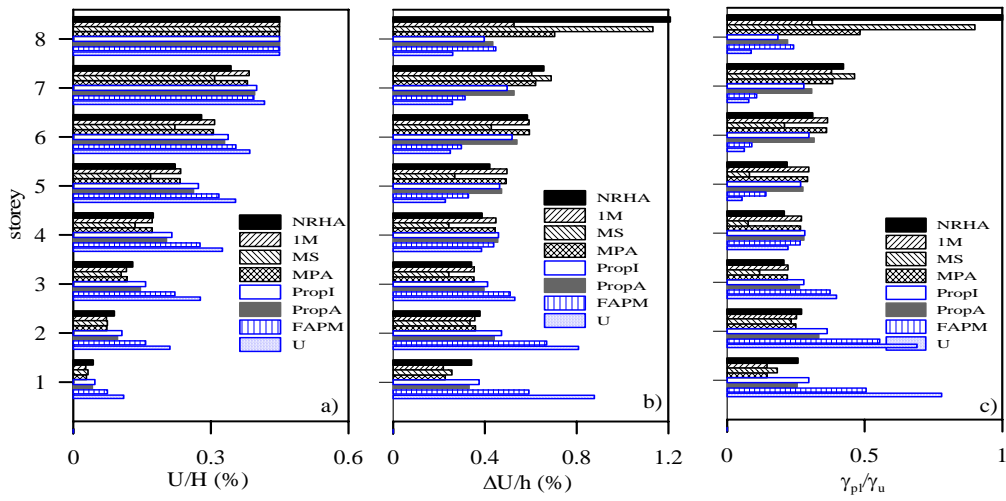 storey
8
7
6
5
4
3
2
1
NRHA
1M
MS
MPA
PropI
PropA
FAPM
U
a)
0
0.3
0.6
U/H (%)
NRHA
1M
MS
MPA
PropI
PropA
FAPM
U
b)
0
0.4
0.8
1.2
ΔU/h (%)
NRHA
1M
MS
MPA
PropI
PropA
FAPM
U
c)
0
0.5
1
γpl/γu